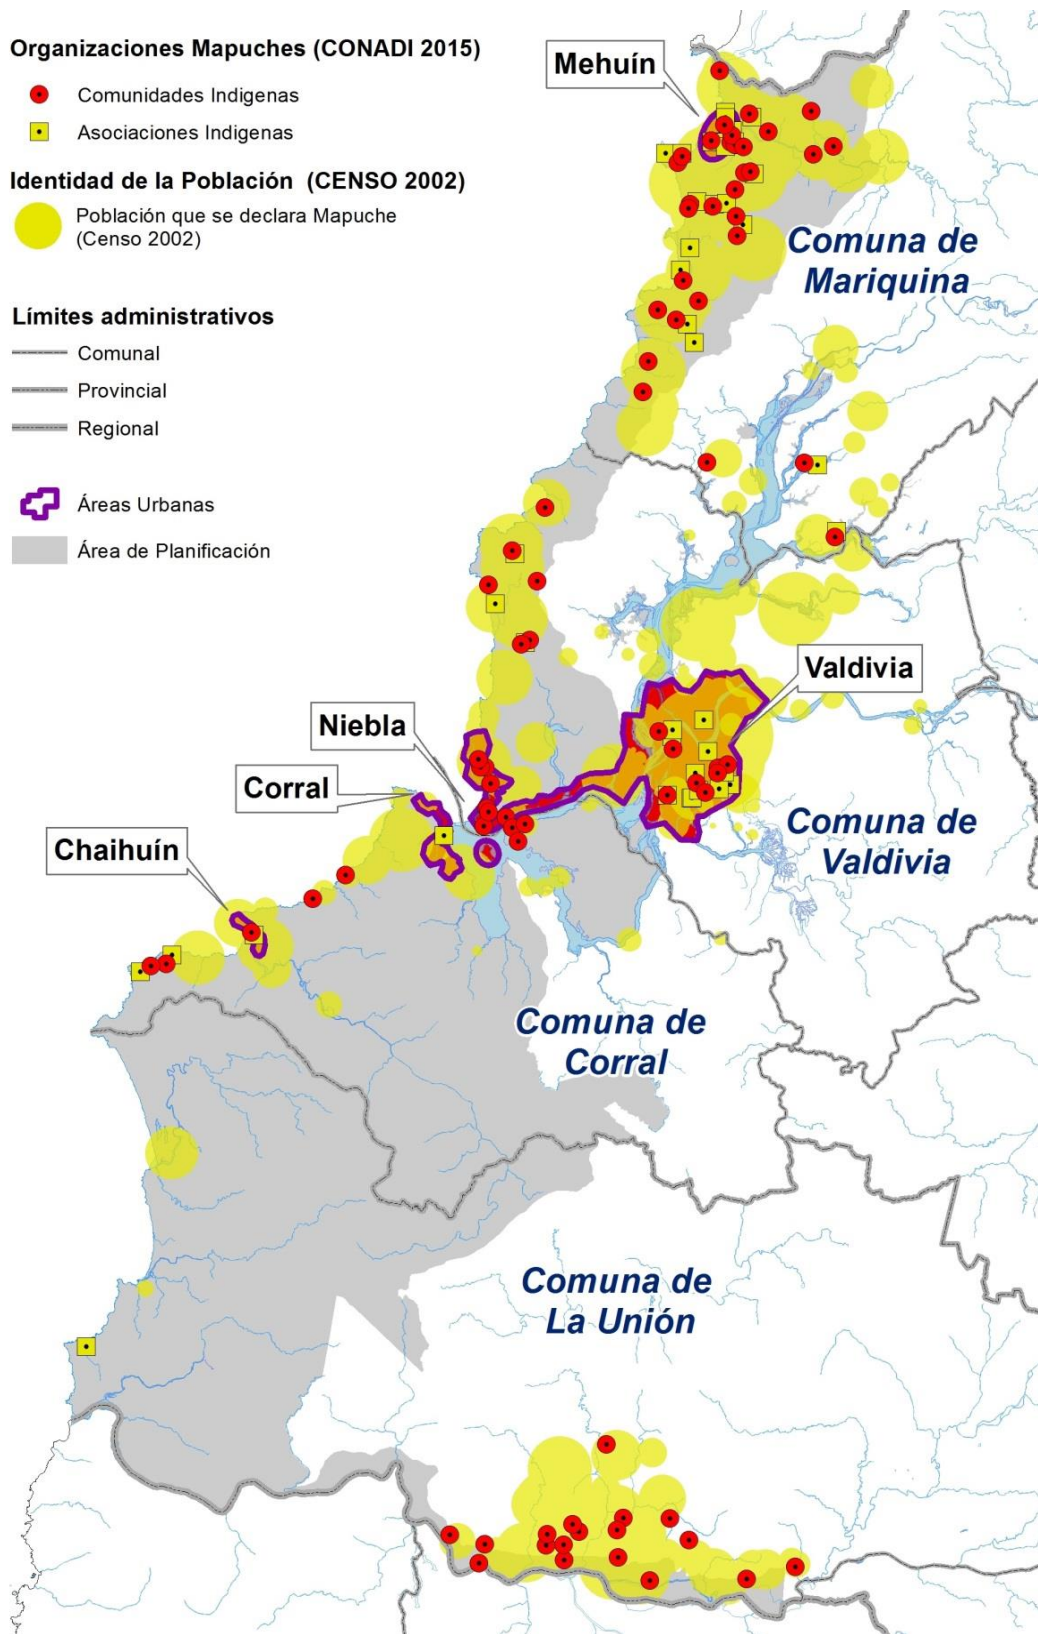 Organizaciones Mapuches (CONADI 2015)
Comunidades Indigenas
Asociaciones Indigenas
Identidad de la Población (CENSO 2002)
Población que se declara Mapuche
(Censo 2002)
Límites administrativos
Comunal
Provincial
Regional
Áreas Urbanas
Área de Planificación
Mehuín
Comuna de
Mariquina
Valdivia
Niebla
Corral
Chaihuín
Comuna de
Valdivia
Comuna de
Corral
Comuna de
La Unión